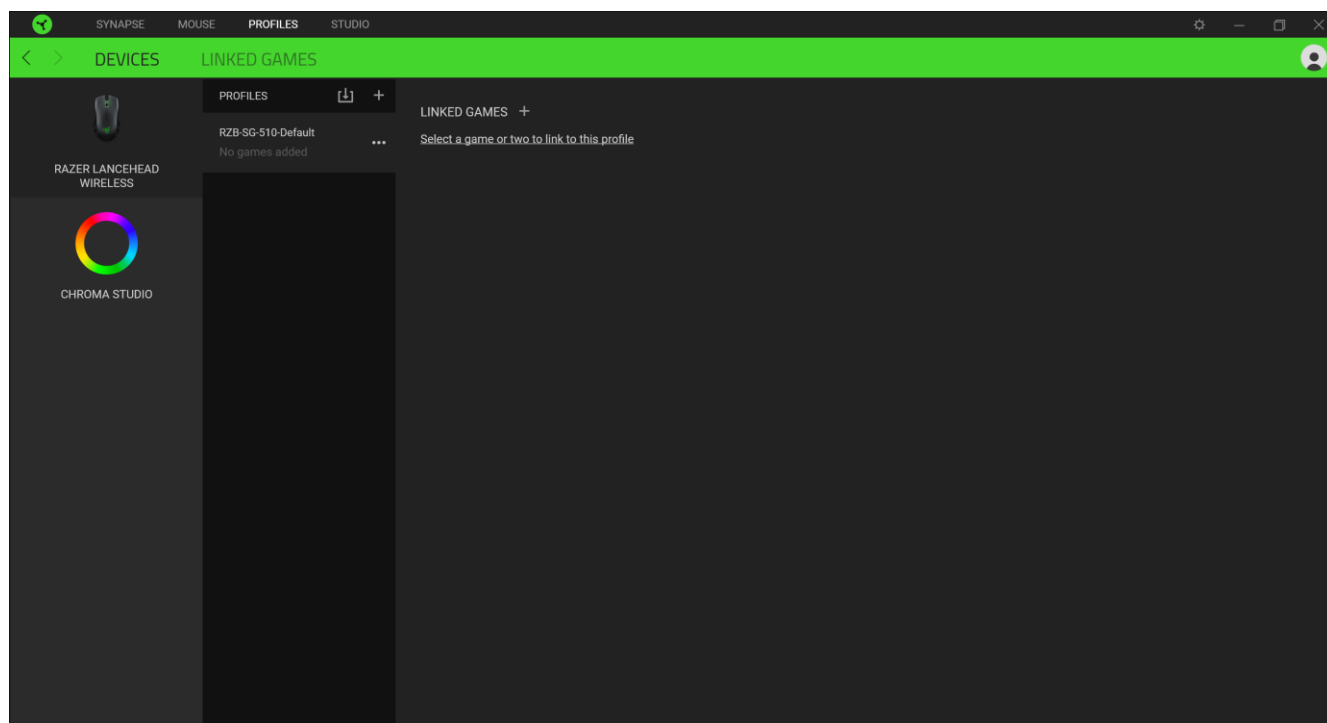 SYNAPSE MOUSE PROFILES STUDIO
DEVICES LINKED GAMES
RAZER LANCEHEAD
WIRELESS
CHROMA STUDIO
PROFILES
RZB-SG-510-Default
No games added
LINKED GAMES
Select a game or two to link to this profile